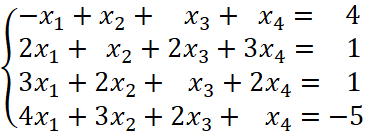 −x₁ + x₂ + x₃ + x₄ = 4
2x₁ + x₂ + 2x₃ + 3x₄ = 1
3x₁ + 2x₂ + x₃ + 2x₄ = 1
4x₁ + 3x₂ + 2x₃ + x₄ = −5